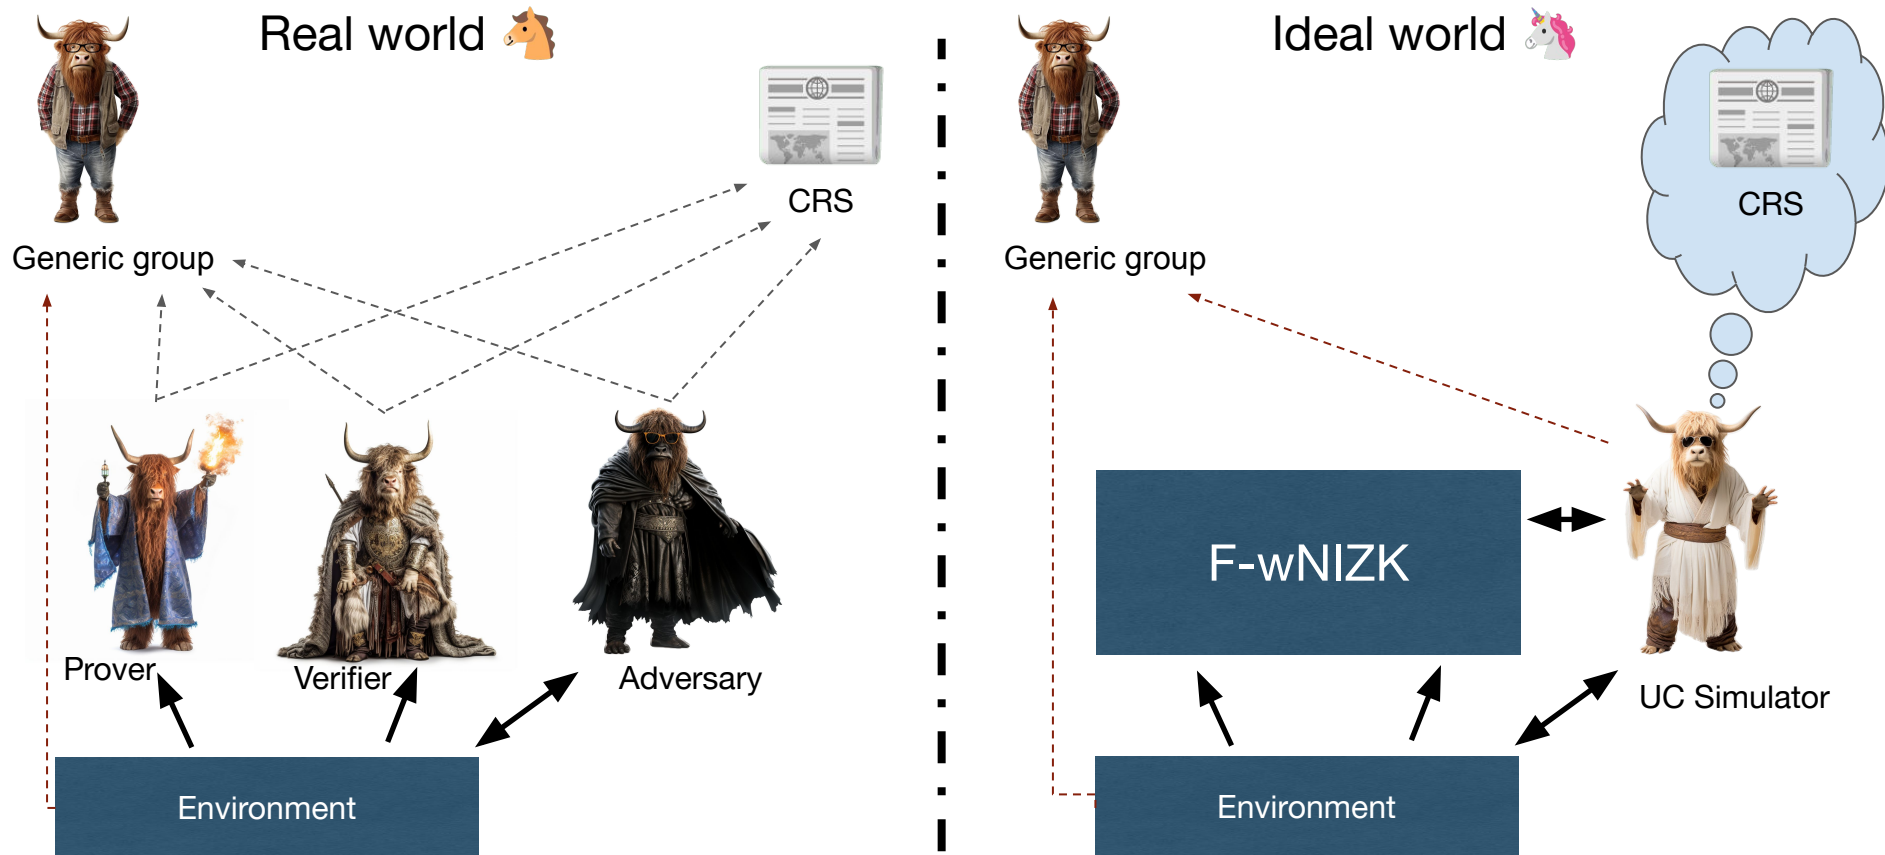 Real world
CRS
Generic group
Prover
Verifier
Adversary
Environment
Ideal world
CRS
Generic group
F-wNIZK
UC Simulator
Environment